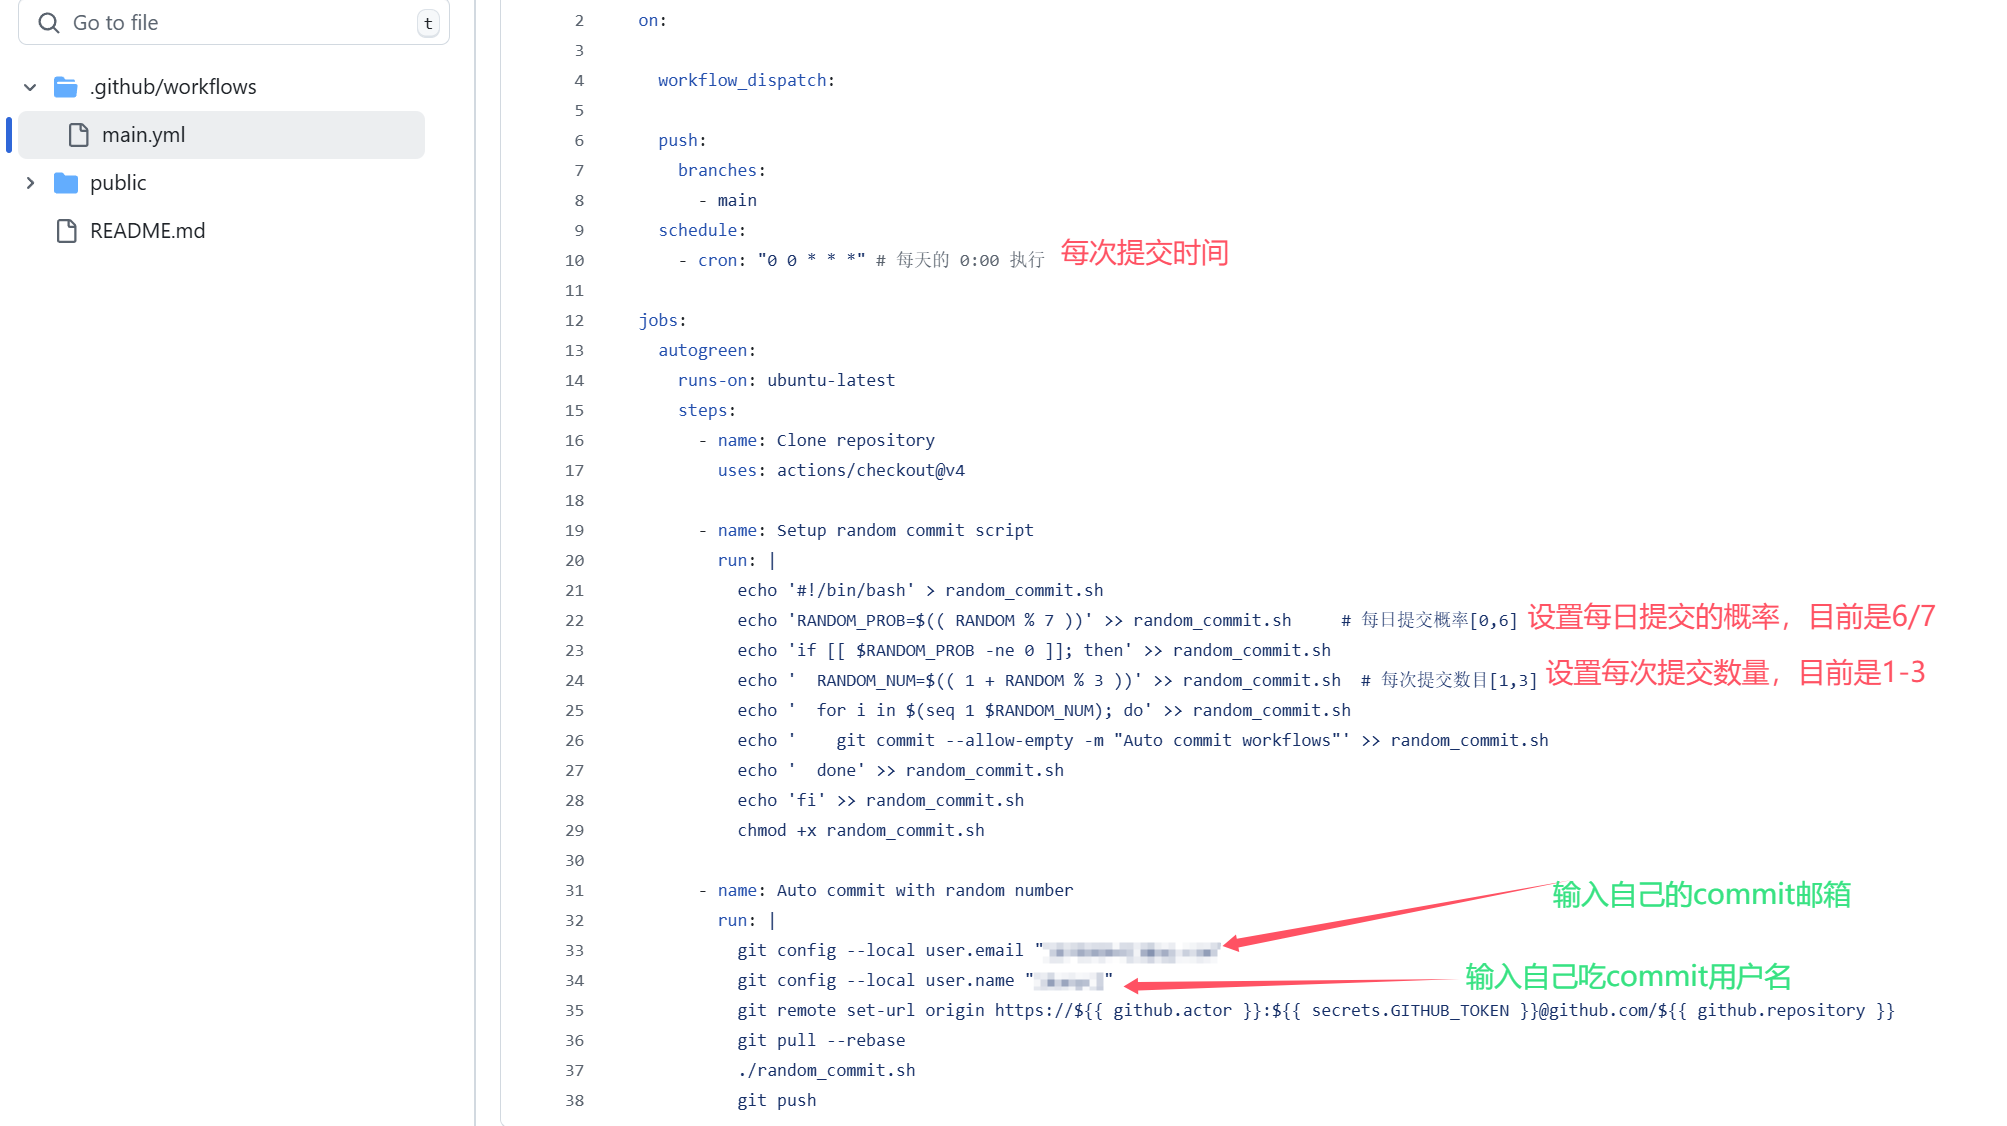 Go to file
t
.github/workflows
main.yml
public
README.md
2 on:
3
4 workflow_dispatch:
5
6 push:
7 branches:
8 - main
9 schedule:
10 - cron: "0 0 * * *" # 每天的 0:00 执行 每次提交时间
11
12 jobs:
13 autogreen:
14 runs-on: ubuntu-latest
15 steps:
16 - name: Clone repository
17 uses: actions/checkout@v4
18
19 - name: Setup random commit script
20 run: |
21 echo '#!/bin/bash' > random_commit.sh
22 echo 'RANDOM_PROB=$(( RANDOM % 7 ))' >> random_commit.sh # 每日提交概率[0,6] 设置每日提交的概率，目前是6/7
23 echo 'if [[ $RANDOM_PROB -ne 0 ]]; then' >> random_commit.sh
24 echo '  RANDOM_NUM=$(( 1 + RANDOM % 3 ))' >> random_commit.sh # 每次提交数目[1,3] 设置每次提交数量，目前是1-3
25 echo '  for i in $(seq 1 $RANDOM_NUM); do' >> random_commit.sh
26 echo '    git commit --allow-empty -m "Auto commit workflows"' >> random_commit.sh
27 echo '  done' >> random_commit.sh
28 echo 'fi' >> random_commit.sh
29 chmod +x random_commit.sh
30
31 - name: Auto commit with random number
输入自己的commit邮箱
32 run: |
33 git config --local user.email " "
34 git config --local user.name " " 输入自己吃commit用户名
35 git remote set-url origin https://${{ github.actor }}:${{ secrets.GITHUB_TOKEN }}@github.com/${{ github.repository }}
36 git pull --rebase
37 ./random_commit.sh
38 git push